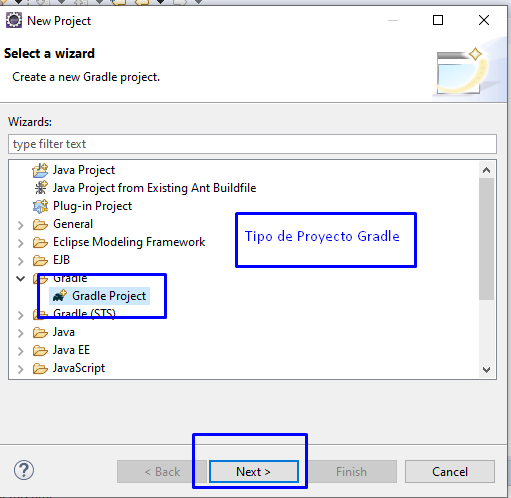 New Project
Select a wizard
Create a new Gradle project.
Wizards:
type filter text
Java Project
Java Project from Existing Ant Buildfile
Plug-in Project
General
Eclipse Modeling Framework
EJB
Gradle
Gradle Project
Gradle (STS)
Java
Java EE
JavaScript
Tipo de Proyecto Gradle
?
< Back
Next >
Finish
Cancel